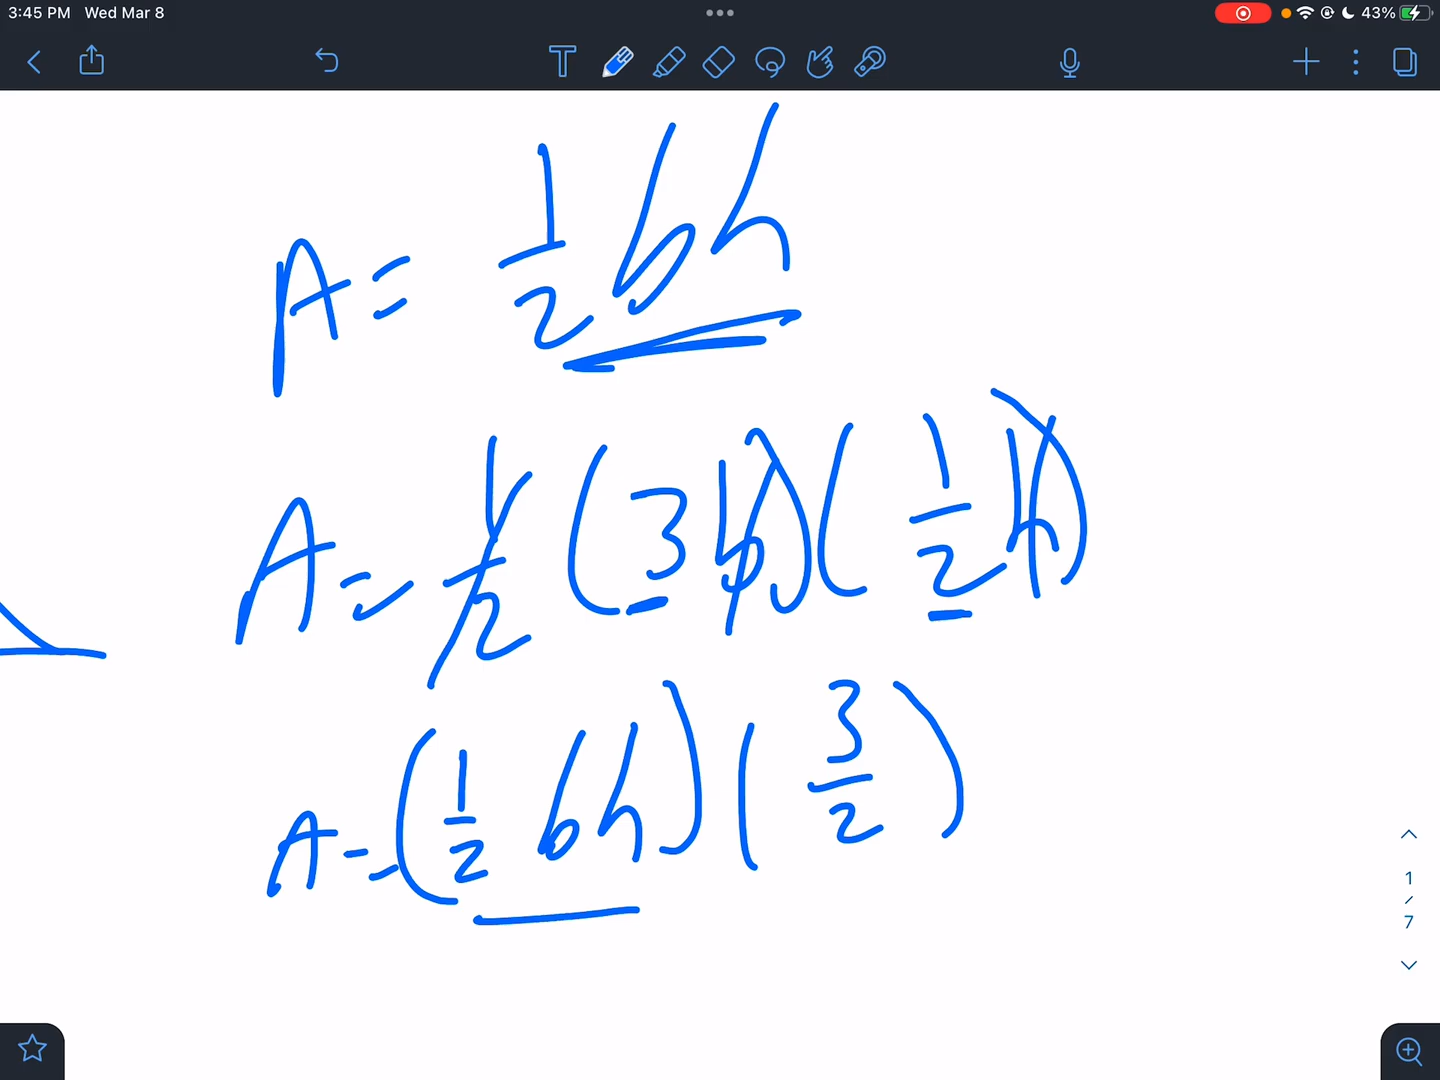 3:45 PM Wed Mar 8
43%
T
A = 1/2 bh
A = 1/2 (3b)(1/2 h)
A = (1/2 bh)(3/2)
1
/
7